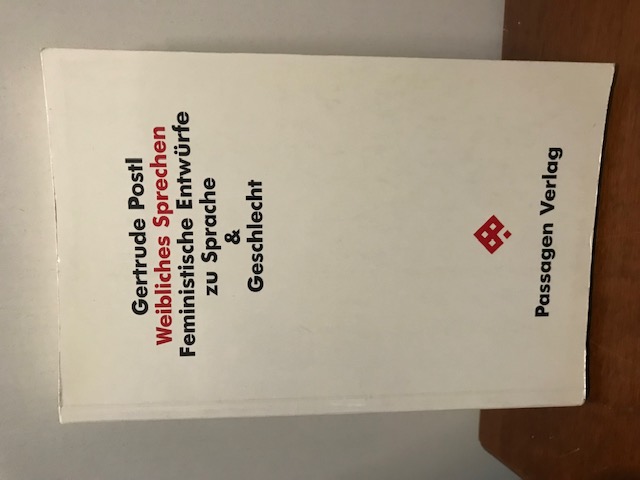 Gertrude Postl
Weibliches Sprechen
Feministische Entwürfe
zu Sprache
&
Geschlecht
Passagen Verlag